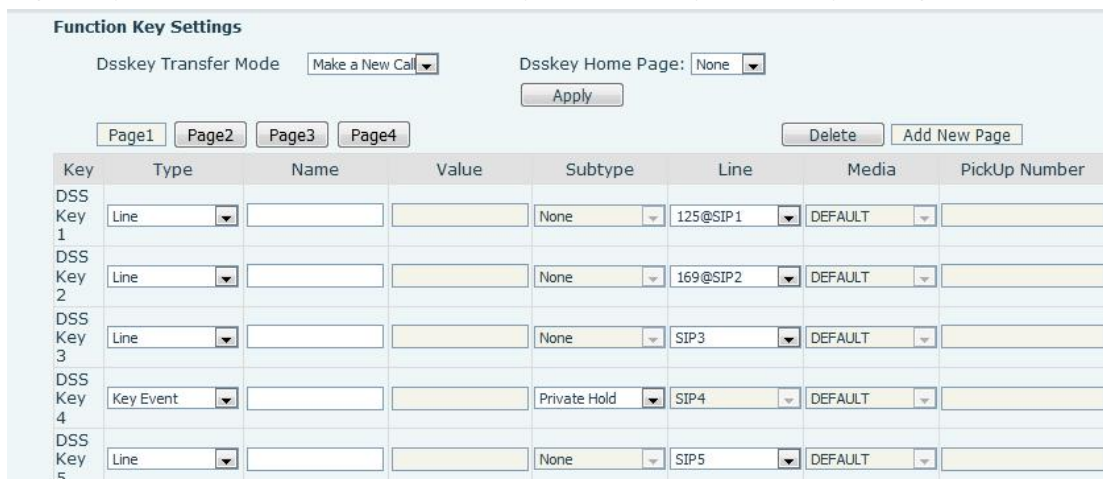 Function Key Settings
Dsskey Transfer Mode Make a New Call Dsskey Home Page: None
Apply
Page1 Page2 Page3 Page4 Delete Add New Page
Key Type Name Value Subtype Line Media PickUp Number
DSS Key 1 Line None 125@SIP1 DEFAULT
DSS Key 2 Line None 169@SIP2 DEFAULT
DSS Key 3 Line None SIP3 DEFAULT
DSS Key 4 Key Event Private Hold SIP4 DEFAULT
DSS Key 5 Line None SIP5 DEFAULT